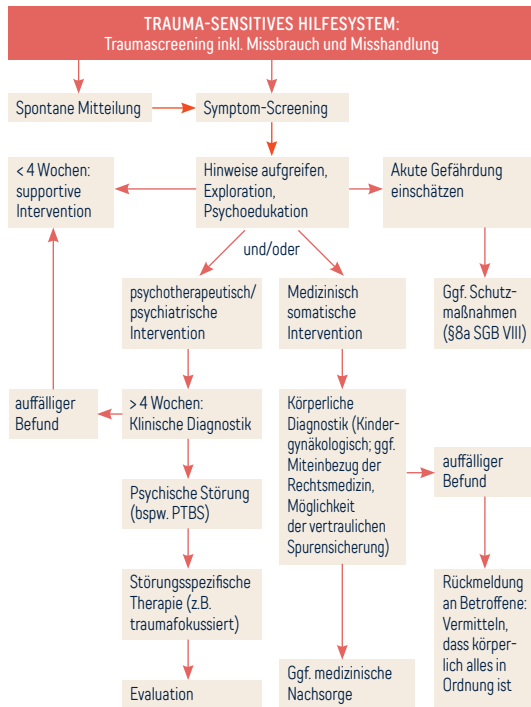 TRAUMA-SENSITIVES HILFESYSTEM:
Traumascreening inkl. Missbrauch und Misshandlung
Spontane Mitteilung
Symptom-Screening
< 4 Wochen:
supportive
Intervention
Hinweise aufgreifen,
Exploration,
Psychoedukation
Akute Gefährdung
einschätzen
und/oder
psychotherapeutisch/
psychiatrische
Intervention
Medizinisch
somatische
Intervention
Ggf. Schutz-
maßnahmen
(§8a SGB VIII)
auffälliger
Befund
> 4 Wochen:
Klinische Diagnostik
Körperliche
Diagnostik (Kinder-
gynäkologisch; ggf.
Miteinbezug der
Rechtsmedizin,
Möglichkeit
der vertraulichen
Spurensicherung)
auffälliger
Befund
Psychische Störung
(bspw. PTBS)
Störungsspezifische
Therapie (z.B.
traumafokussiert)
Rückmeldung
an Betroffene:
Vermitteln,
dass körper-
lich alles in
Ordnung ist
Evaluation
Ggf. medizinische
Nachsorge